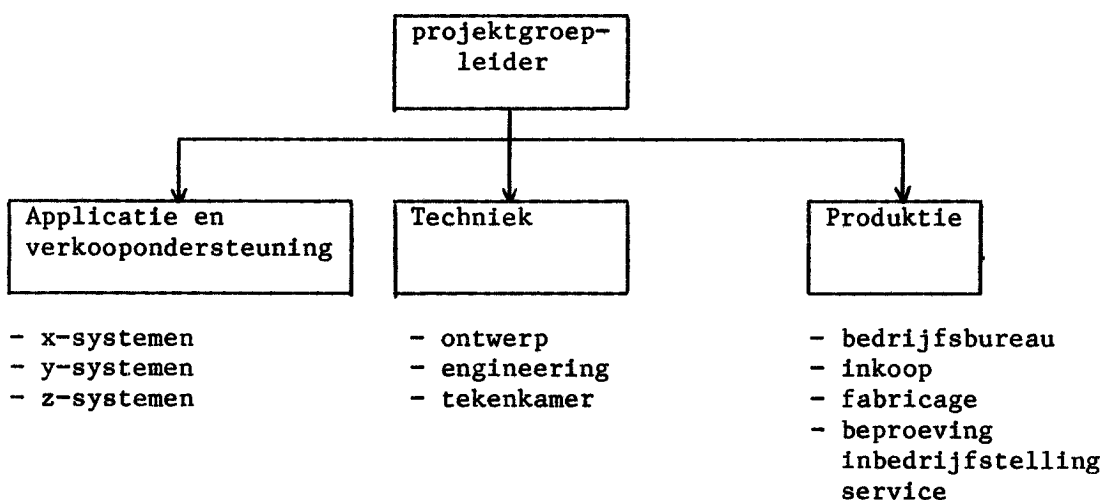 projektgroep-
leider
Applicatie en
verkoopondersteuning
- x-systemen
- y-systemen
- z-systemen
Techniek
- ontwerp
- engineering
- tekenkamer
Produktie
- bedrijfsbureau
- inkoop
- fabricage
- beproeving
inbedrijfstelling
service